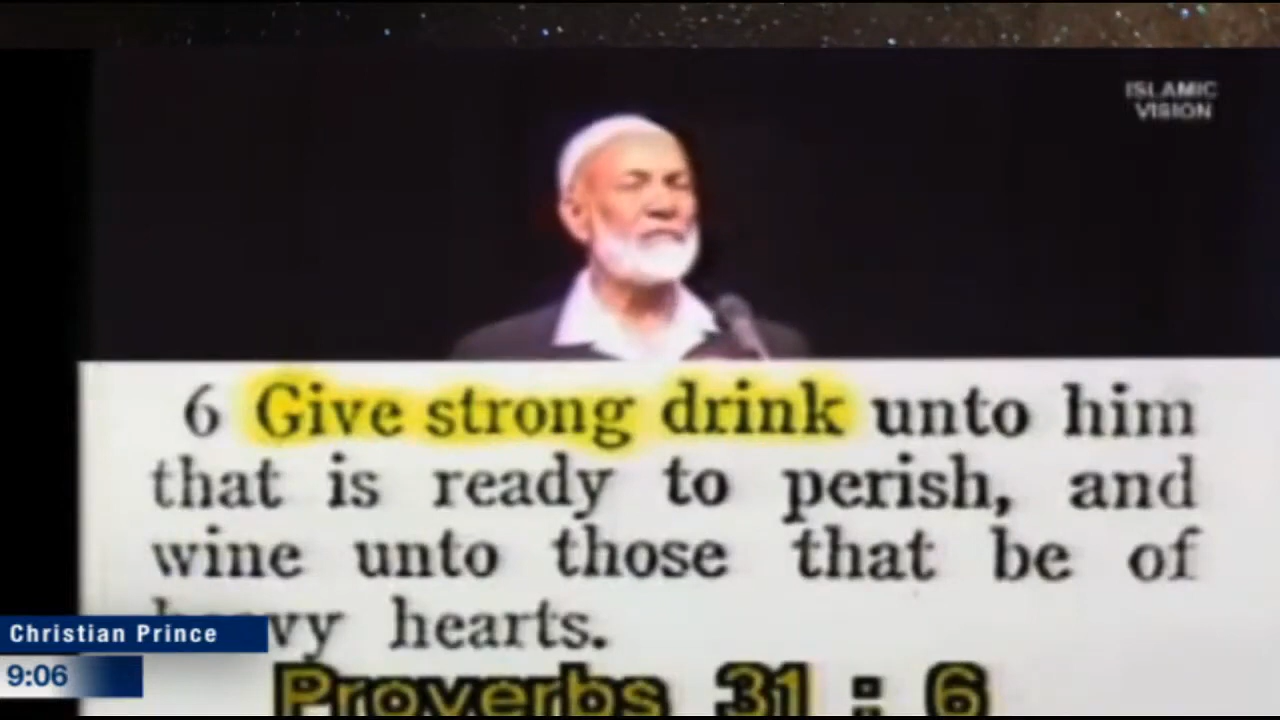 ISLAMIC
VISION
6 Give strong drink unto him
that is ready to perish, and
wine unto those that be of
heavy hearts.
Christian Prince
9:06
Proverbs 31 : 6